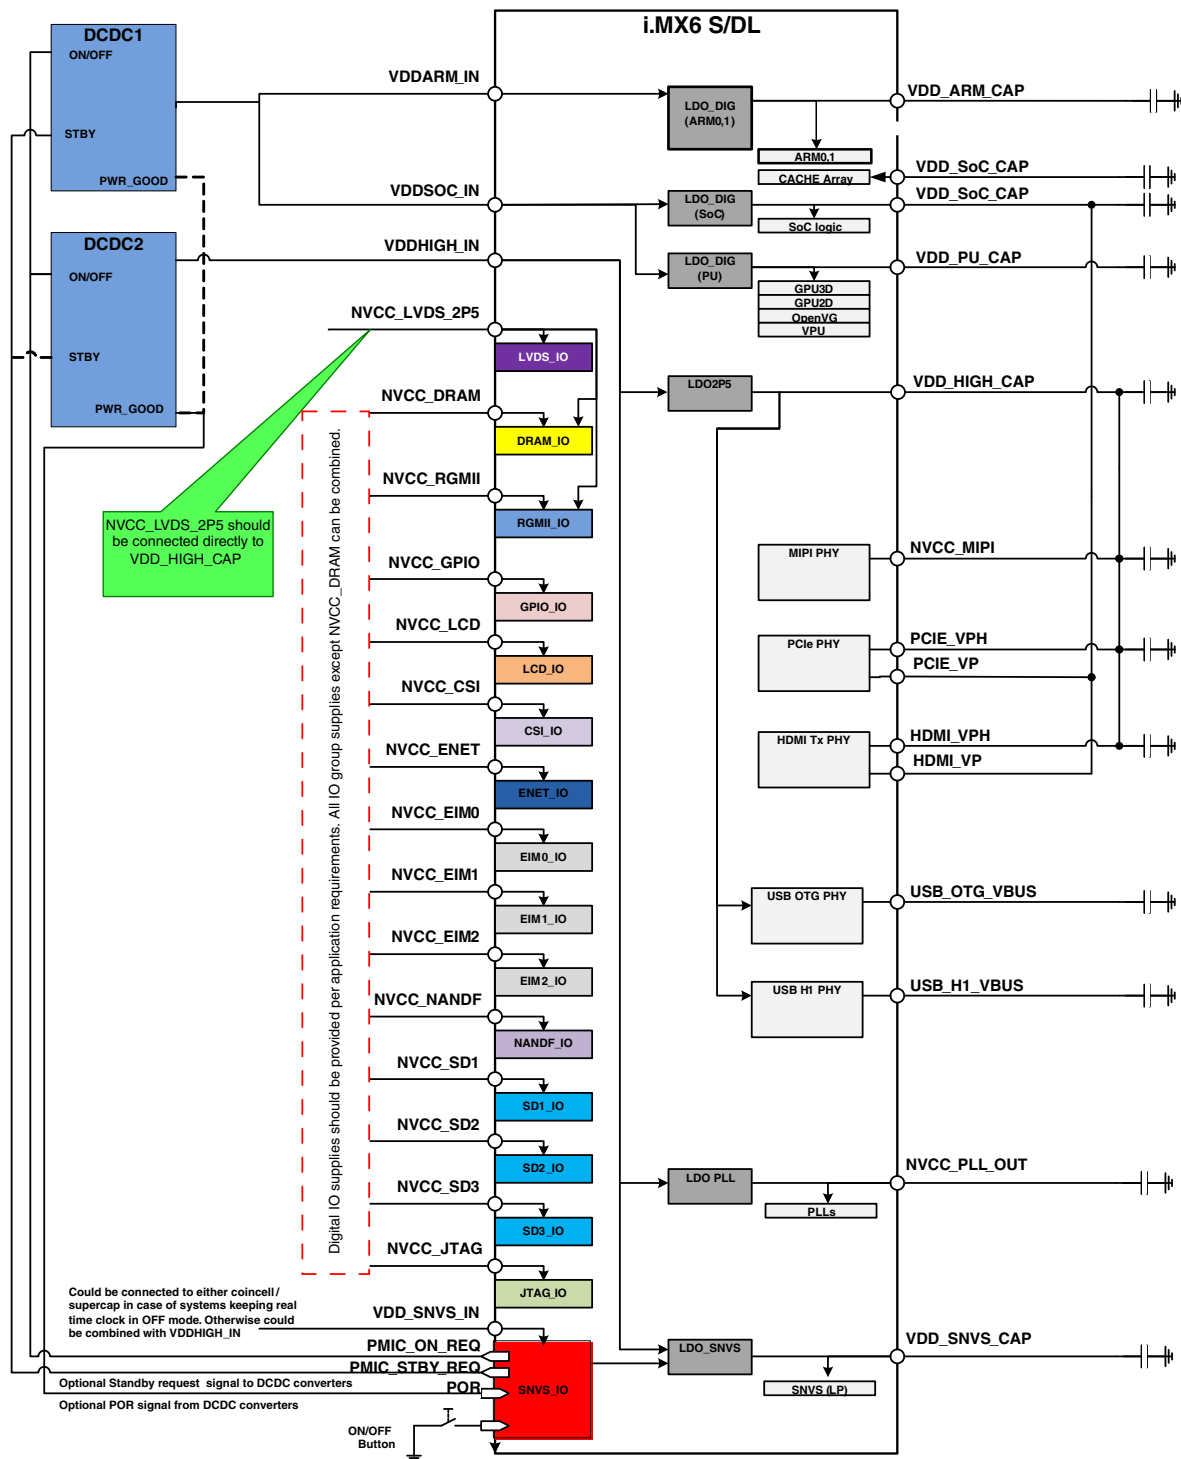 i.MX6 S/DL
DCDC1
ON/OFF
STBY
PWR_GOOD
DCDC2
ON/OFF
STBY
PWR_GOOD
VDDARM_IN
VDDSOC_IN
VDDHIGH_IN
NVCC_LVDS_2P5
LVDS_IO
NVCC_DRAM
DRAM_IO
NVCC_RGMII
RGMII_IO
NVCC_LVDS_2P5 should
be connected directly to
VDD_HIGH_CAP
Digital IO supplies should be provided per application requirements. All IO group supplies except NVCC_DRAM can be combined.
NVCC_GPIO
GPIO_IO
NVCC_LCD
LCD_IO
NVCC_CSI
CSI_IO
NVCC_ENET
ENET_IO
NVCC_EIM0
EIM0_IO
NVCC_EIM1
EIM1_IO
NVCC_EIM2
EIM2_IO
NVCC_NANDF
NANDF_IO
NVCC_SD1
SD1_IO
NVCC_SD2
SD2_IO
NVCC_SD3
SD3_IO
NVCC_JTAG
JTAG_IO
Could be connected to either coincell/
supercap in case of systems keeping real
time clock in OFF mode. Otherwise could
be combined with VDDHIGH_IN
VDD_SNVS_IN
PMIC_ON_REQ
PMIC_STBY_REQ
Optional Standby request signal to DCDC converters
POR
Optional POR signal from DCDC converters
SNVS_IO
ON/OFF
Button
LDO_DIG
(ARM0,1)
ARM0,1
CACHE Array
LDO_DIG
(SoC)
SoC logic
LDO_DIG
(PU)
GPU3D
GPU2D
OpenVG
VPU
LDO2P5
MIPI PHY
PCIe PHY
HDMI Tx PHY
USB OTG PHY
USB H1 PHY
LDO PLL
PLLs
LDO_SNVS
SNVS (LP)
VDD_ARM_CAP
VDD_SoC_CAP
VDD_SoC_CAP
VDD_PU_CAP
VDD_HIGH_CAP
NVCC_MIPI
PCIE_VPH
PCIE_VP
HDMI_VPH
HDMI_VP
USB_OTG_VBUS
USB_H1_VBUS
NVCC_PLL_OUT
VDD_SNVS_CAP